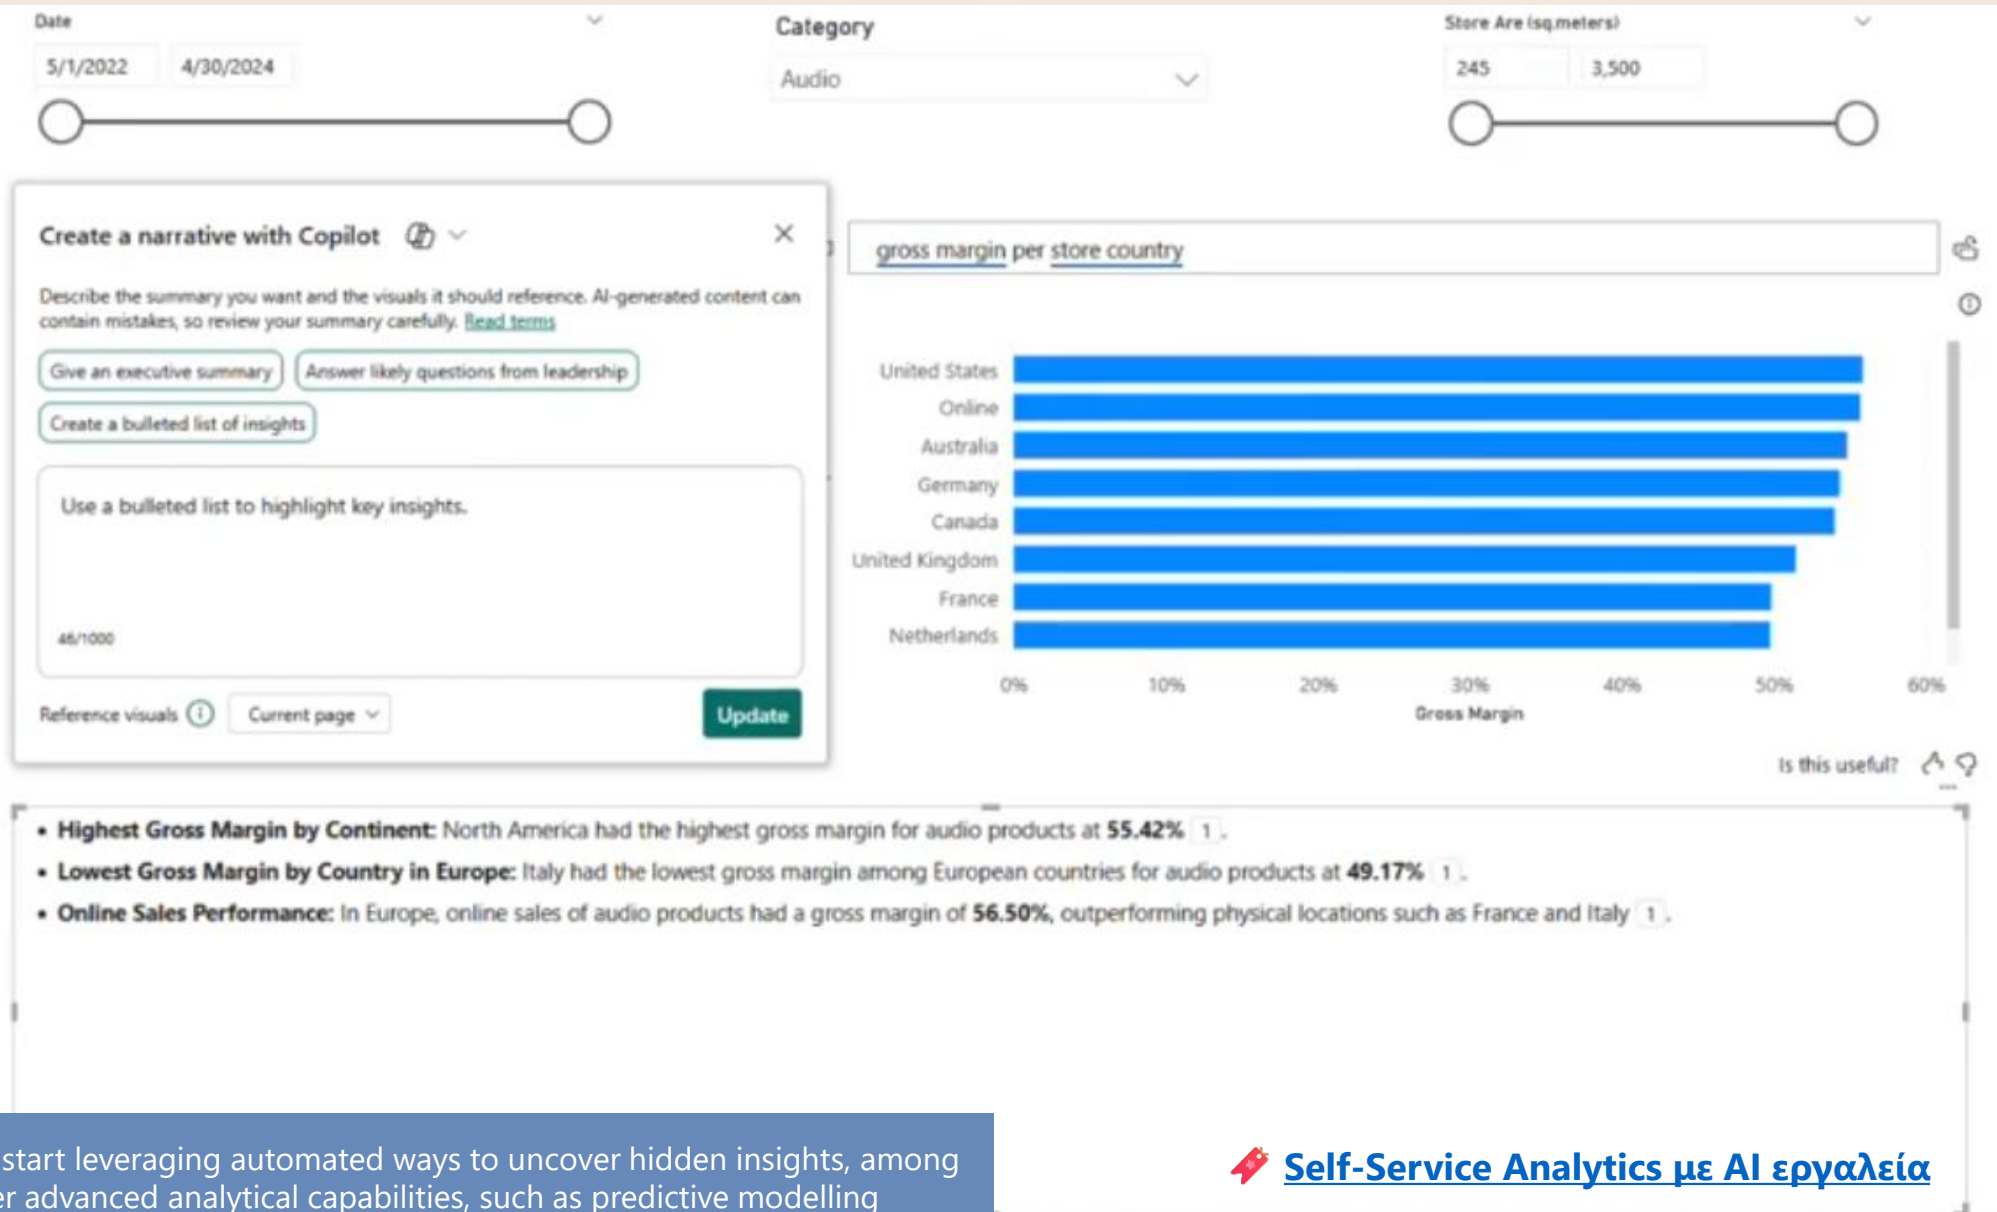 Date
5/1/2022 4/30/2024
Category
Audio
Store Are (sq.meters)
245 3,500
Create a narrative with Copilot
Describe the summary you want and the visuals it should reference. AI-generated content can
contain mistakes, so review your summary carefully. Read terms
Give an executive summary Answer likely questions from leadership
Create a bulleted list of insights
Use a bulleted list to highlight key insights.
46/1000
Reference visuals Current page Update
gross margin per store country
United States
Online
Australia
Germany
Canada
United Kingdom
France
Netherlands
0% 10% 20% 30% 40% 50% 60%
Gross Margin
Is this useful?
• Highest Gross Margin by Continent: North America had the highest gross margin for audio products at 55.42% 1 .
• Lowest Gross Margin by Country in Europe: Italy had the lowest gross margin among European countries for audio products at 49.17% 1 .
• Online Sales Performance: In Europe, online sales of audio products had a gross margin of 56.50%, outperforming physical locations such as France and Italy 1 .
start leveraging automated ways to uncover hidden insights, among
er advanced analytical capabilities, such as predictive modelling
Self-Service Analytics με AI εργαλεία